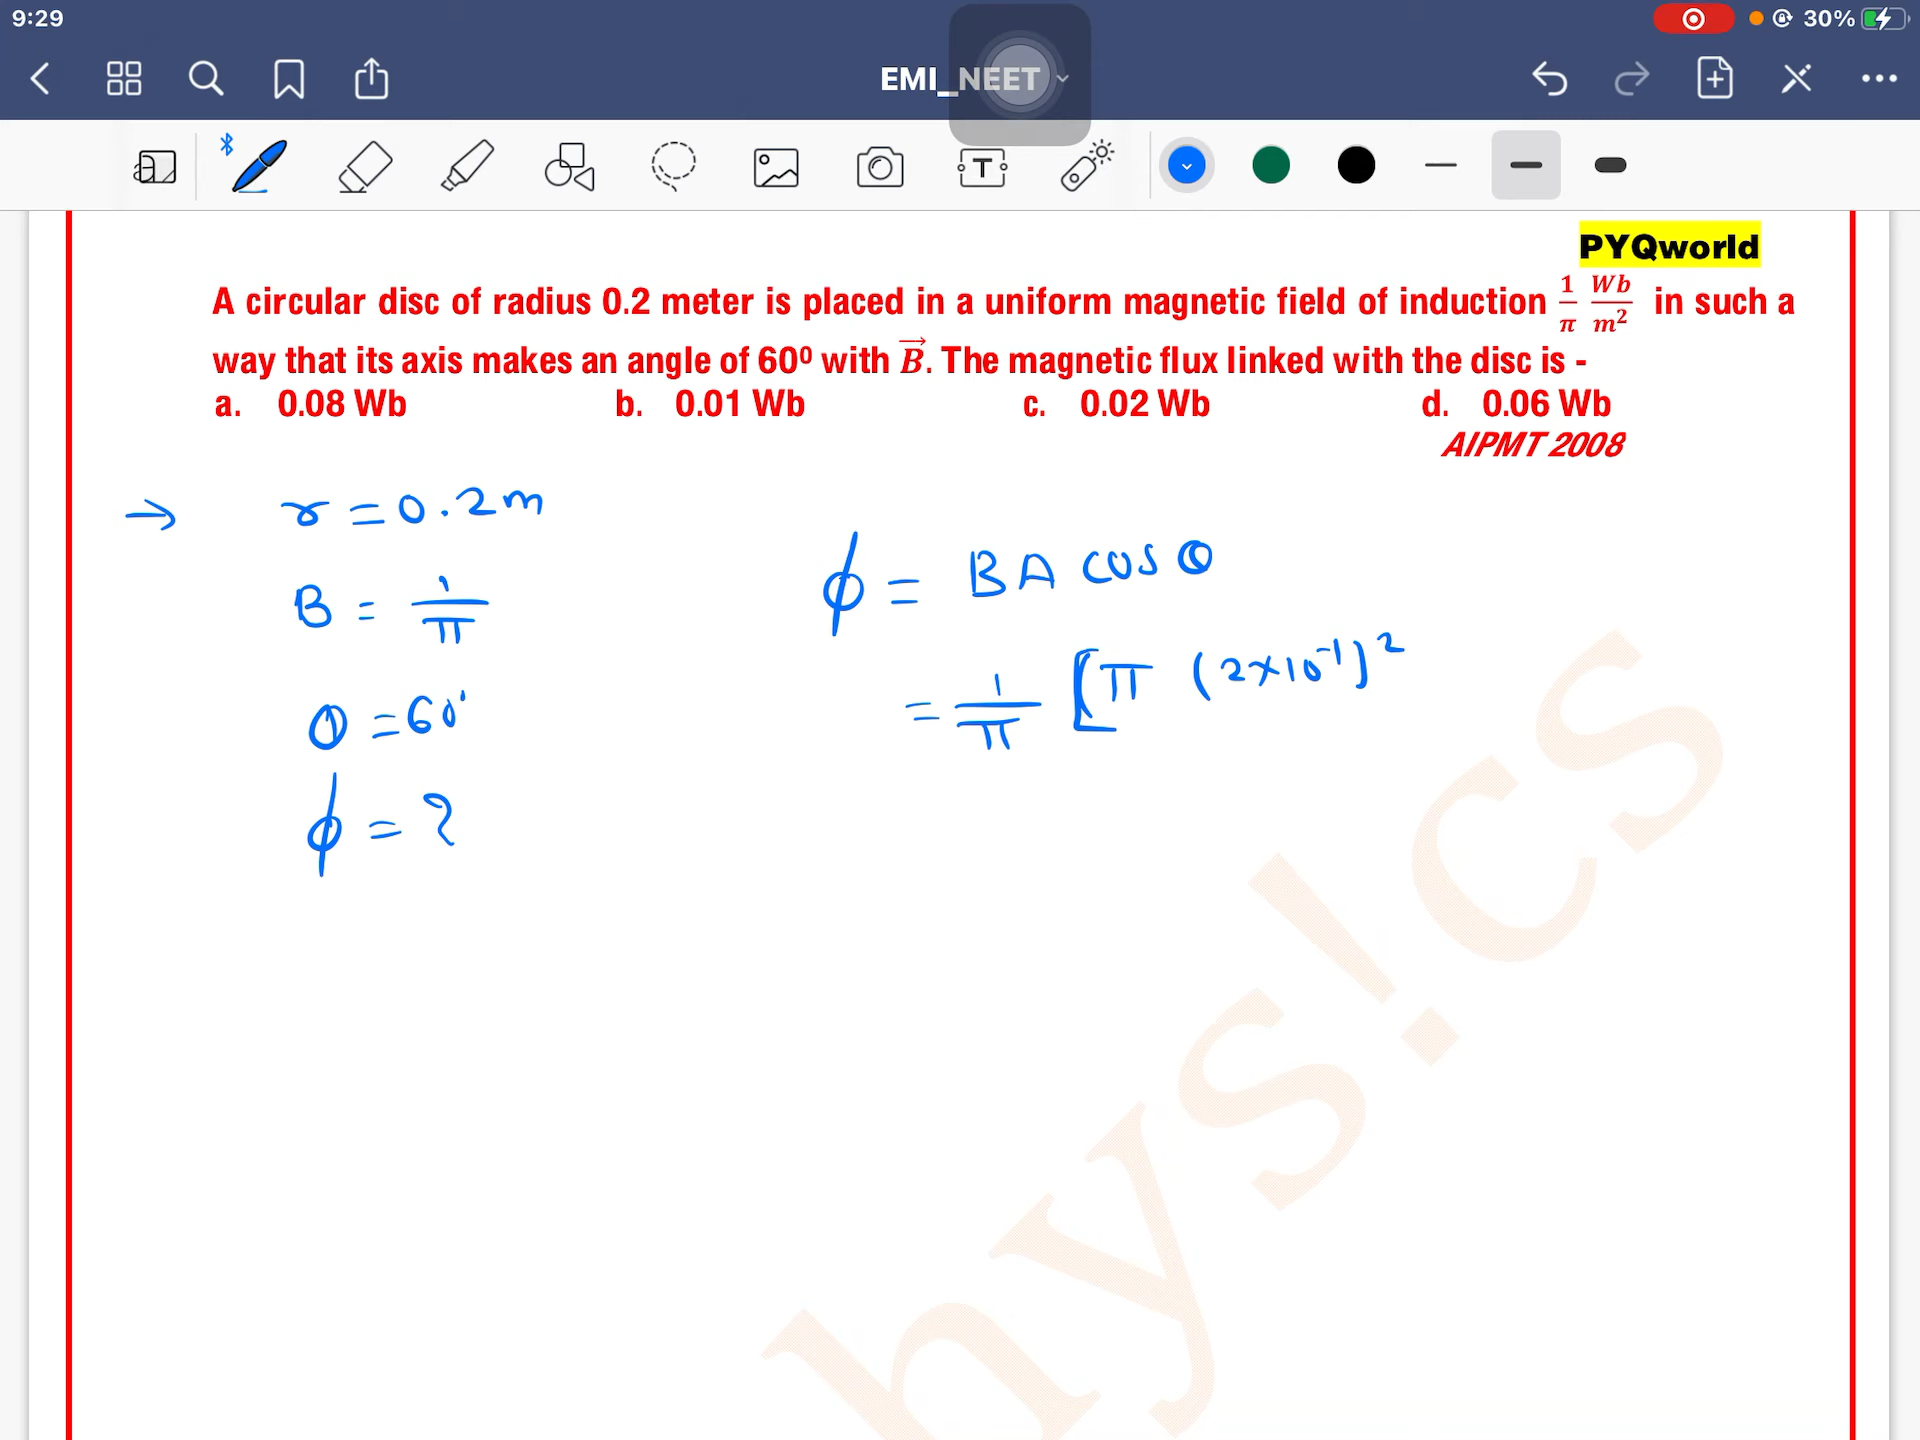 9:29
30%
EMI_NEET
PYQworld
A circular disc of radius 0.2 meter is placed in a uniform magnetic field of induction 1/π Wb/m² in such a
way that its axis makes an angle of 60⁰ with B⃗. The magnetic flux linked with the disc is -
a. 0.08 Wb b. 0.01 Wb c. 0.02 Wb d. 0.06 Wb
AIPMT 2008
→ r = 0.2 m
ϕ = BA cos θ
B = 1/π
= 1/π [π (2×10⁻¹)²
θ = 60°
ϕ = ?
hys!cs